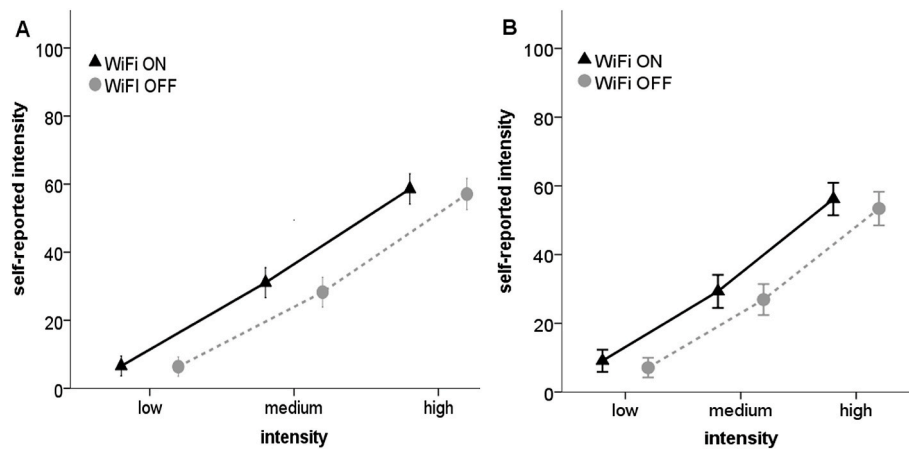 A
WiFi ON
WiFI OFF
100
80
60
40
20
0
self-reported intensity
low medium high
intensity
B
WiFi ON
WiFi OFF
100
80
60
40
20
0
self-reported intensity
low medium high
intensity